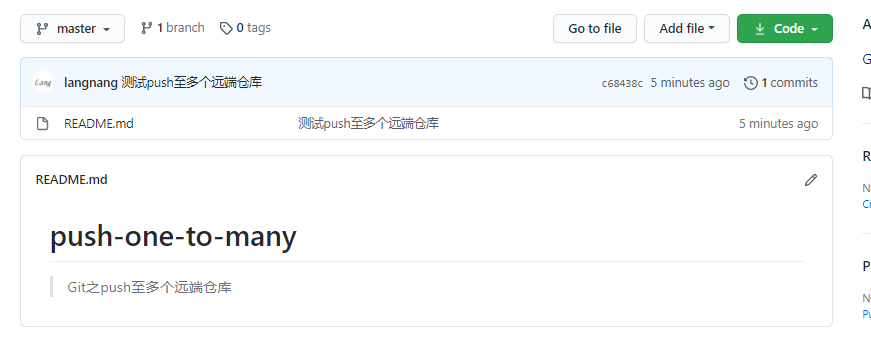 master 1 branch 0 tags Go to file Add file Code
A
langnang 测试push至多个远端仓库 c68438c 5 minutes ago 1 commits
G
README.md 测试push至多个远端仓库 5 minutes ago
README.md
R
N
Cr
push-one-to-many
P
Git之push至多个远端仓库
N
Pu